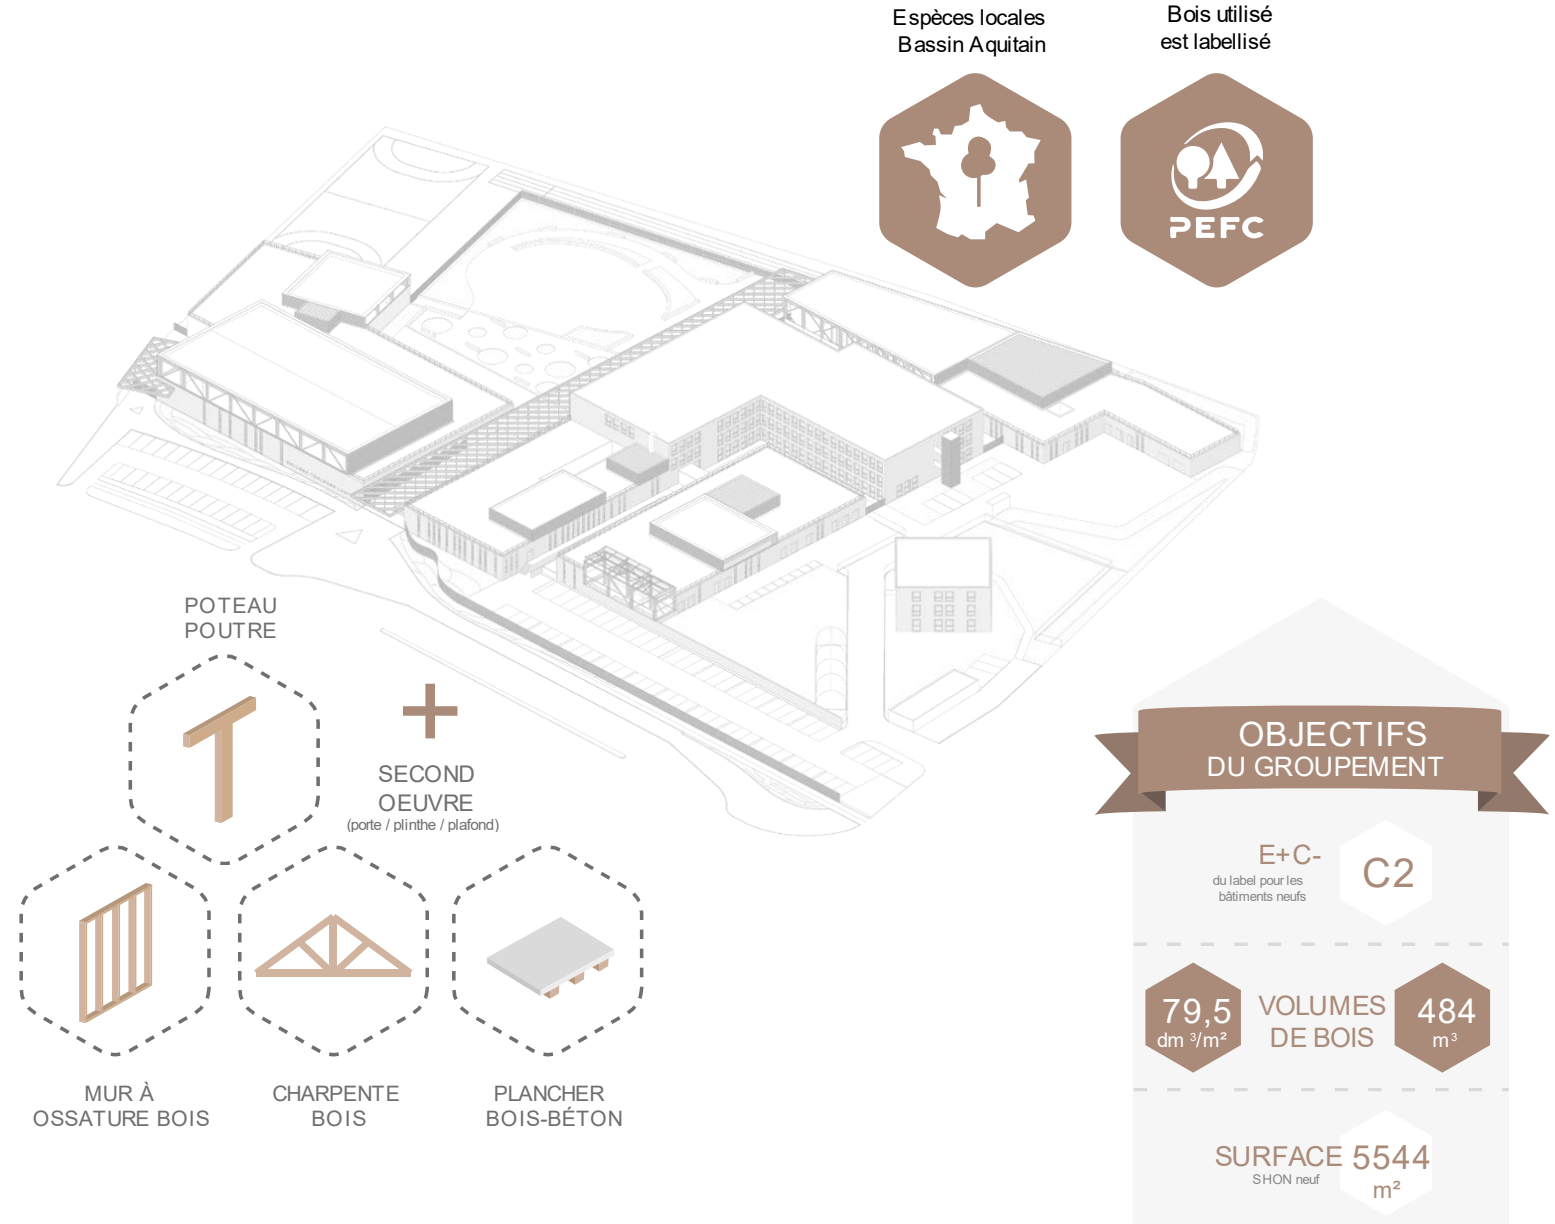 Espèces locales
Bassin Aquitain
Bois utilisé
est labellisé
PEFC
POTEAU
POUTRE
SECOND
OEUVRE
(porte / plinthe / plafond)
MUR À
OSSATURE BOIS
CHARPENTE
BOIS
PLANCHER
BOIS-BÉTON
OBJECTIFS
DU GROUPEMENT
E+C-
du label pour les
bâtiments neufs
C2
79,5
dm ³/m²
VOLUMES
DE BOIS
484
m³
SURFACE
SHON neuf
5544
m²